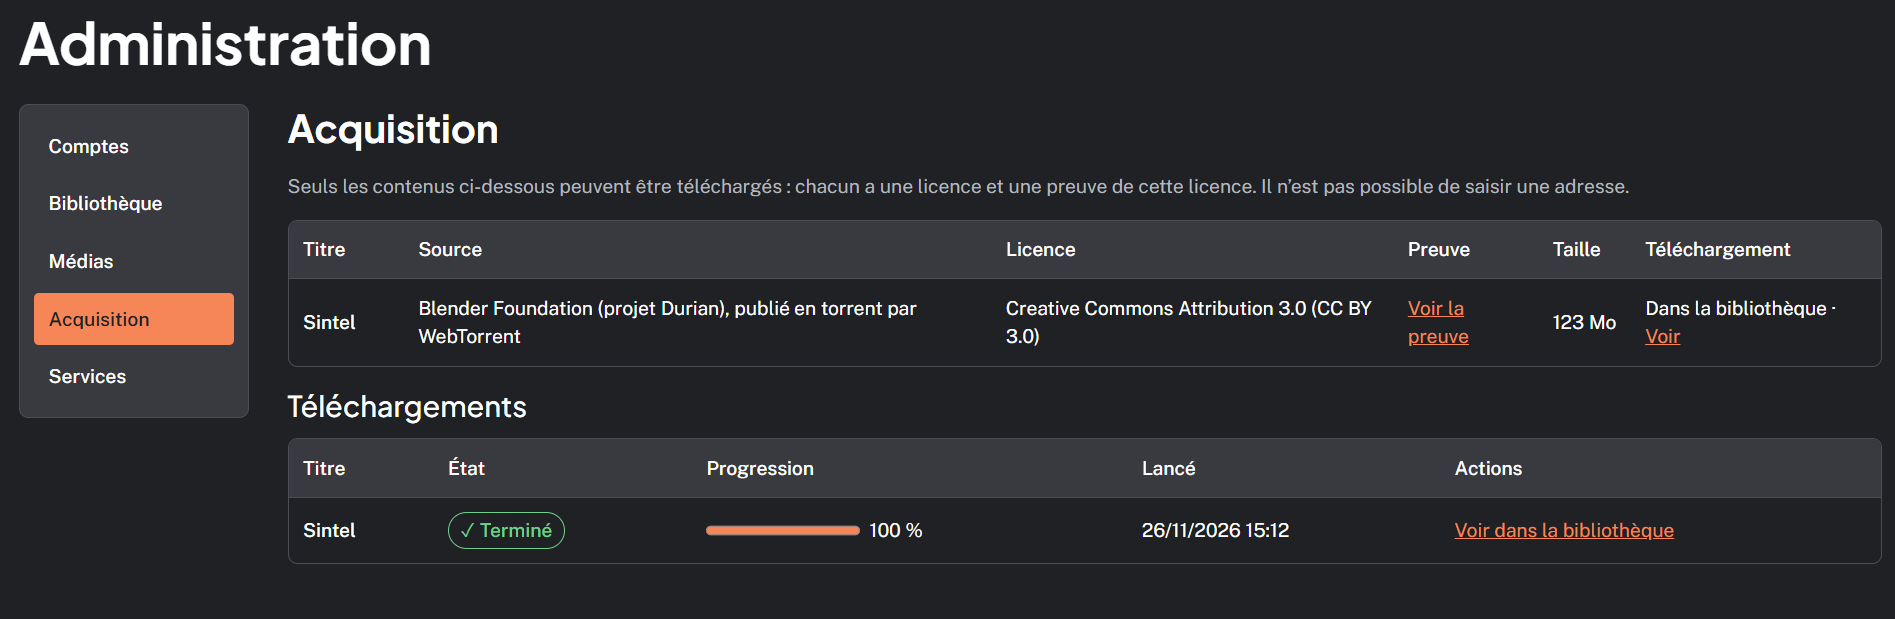 Administration
Comptes
Bibliothèque
Médias
Acquisition
Services
Acquisition
Seuls les contenus ci-dessous peuvent être téléchargés : chacun a une licence et une preuve de cette licence. Il n’est pas possible de saisir une adresse.
Titre Source Licence Preuve Taille Téléchargement
Sintel Blender Foundation (projet Durian), publié en torrent par WebTorrent Creative Commons Attribution 3.0 (CC BY 3.0) Voir la preuve 123 Mo Dans la bibliothèque · Voir
Téléchargements
Titre État Progression Lancé Actions
Sintel ✓ Terminé 100 % 26/11/2026 15:12 Voir dans la bibliothèque